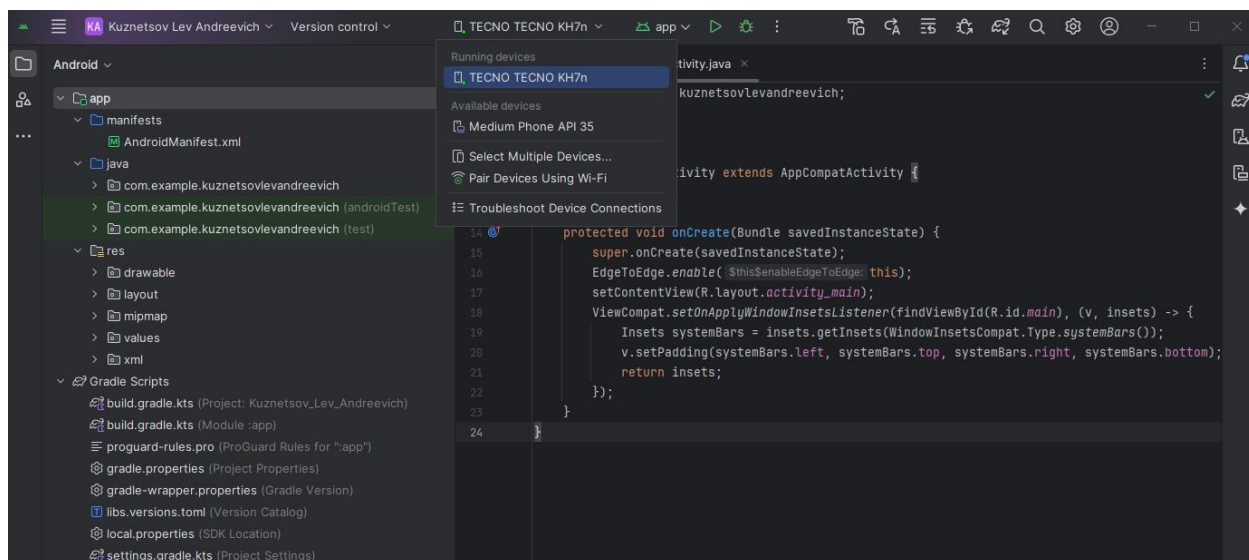 KA Kuznetsov Lev Andreevich Version control TECNO TECNO KH7n app
Android
app
manifests
AndroidManifest.xml
java
com.example.kuznetsovlevandreevich
com.example.kuznetsovlevandreevich (androidTest)
com.example.kuznetsovlevandreevich (test)
res
drawable
layout
mipmap
values
xml
Gradle Scripts
build.gradle.kts (Project: Kuznetsov_Lev_Andreevich)
build.gradle.kts (Module :app)
proguard-rules.pro (ProGuard Rules for ":app")
gradle.properties (Project Properties)
gradle-wrapper.properties (Gradle Version)
libs.versions.toml (Version Catalog)
local.properties (SDK Location)
settings.gradle.kts (Project Settings)
Running devices
TECNO TECNO KH7n
Available devices
Medium Phone API 35
Select Multiple Devices...
Pair Devices Using Wi-Fi
Troubleshoot Device Connections
tivity.java
kuznetsovlevandreevich;
ivity extends AppCompatActivity {
14 protected void onCreate(Bundle savedInstanceState) {
15 super.onCreate(savedInstanceState);
16 EdgeToEdge.enable( $this$enableEdgeToEdge: this);
17 setContentView(R.layout.activity_main);
18 ViewCompat.setOnApplyWindowInsetsListener(findViewById(R.id.main), (v, insets) -> {
19 Insets systemBars = insets.getInsets(WindowInsetsCompat.Type.systemBars());
20 v.setPadding(systemBars.left, systemBars.top, systemBars.right, systemBars.bottom);
21 return insets;
22 });
23 }
24 }